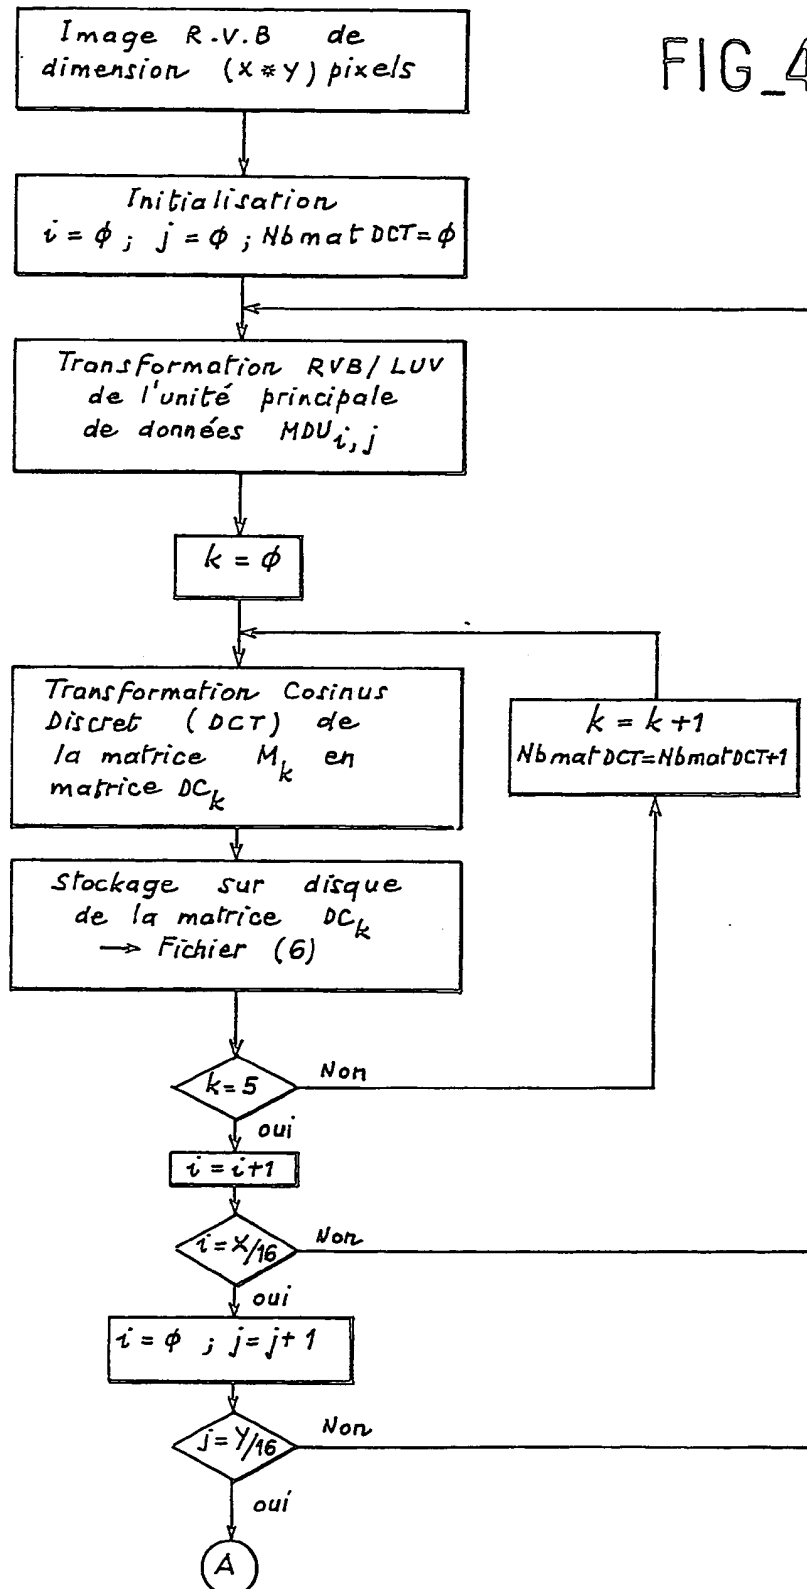 Image R.V.B de
dimension (X*Y) pixels
FIG_4
Initialisation
i = ϕ ; j = ϕ ; Nbmat DCT = ϕ
Transformation RVB/ LUV
de l'unité principale
de données MDUi,j
k = ϕ
Transformation Cosinus
Discret (DCT) de
la matrice Mk en
matrice DCk
k = k+1
Nbmat DCT=NbmatDCT+1
Stockage sur disque
de la matrice DCk
→ Fichier (6)
k=5
Non
oui
i = i+1
i=X/16
Non
oui
i = ϕ ; j=j+1
j=Y/16
Non
oui
A